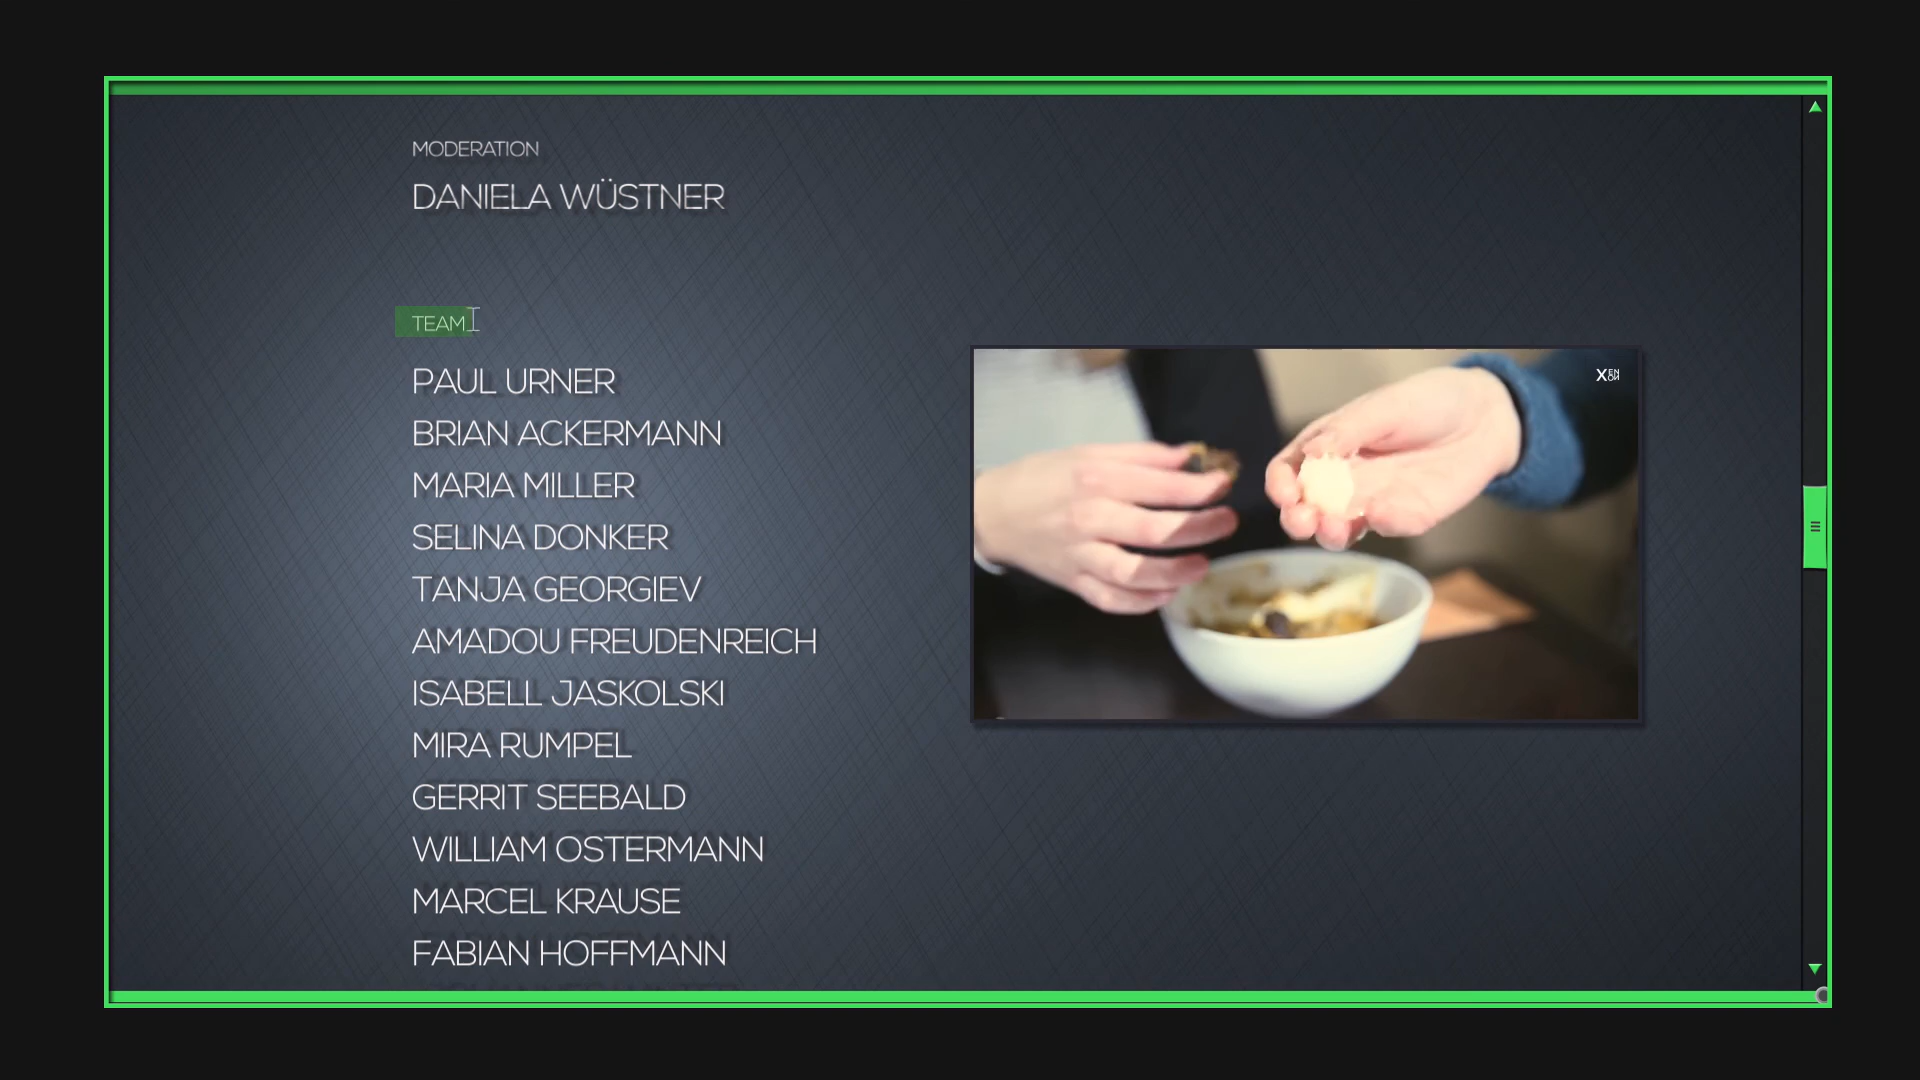 MODERATION
DANIELA WÜSTNER
TEAM
PAUL URNER
BRIAN ACKERMANN
MARIA MILLER
SELINA DONKER
TANJA GEORGIEV
AMADOU FREUDENREICH
ISABELL JASKOLSKI
MIRA RUMPEL
GERRIT SEEBALD
WILLIAM OSTERMANN
MARCEL KRAUSE
FABIAN HOFFMANN
XENON